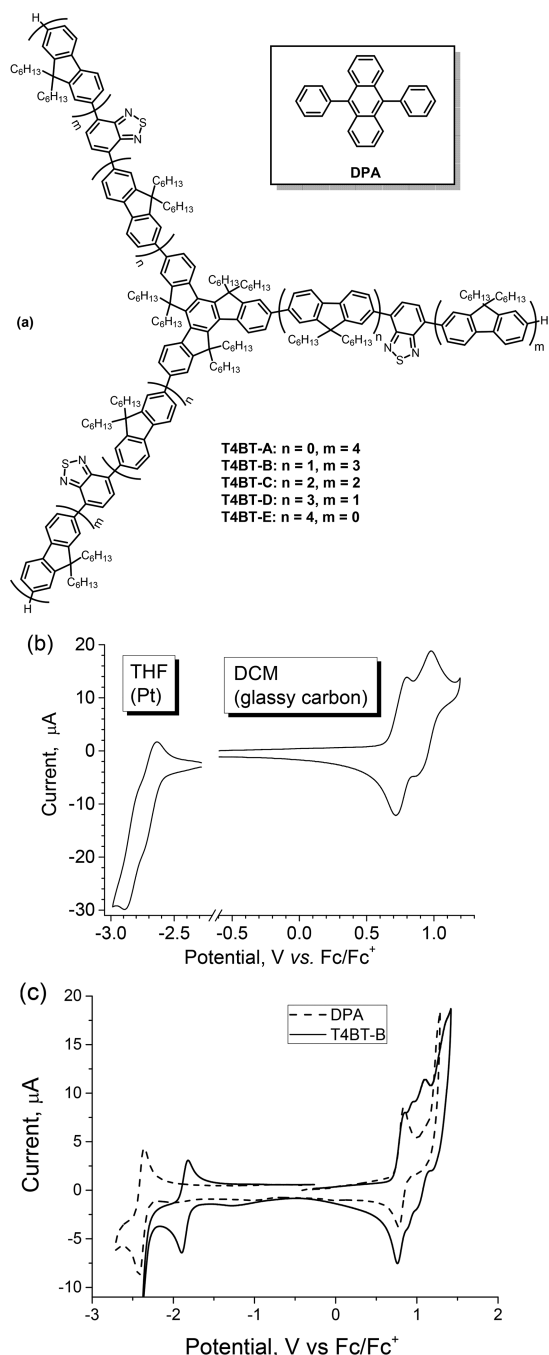 H
C6H13
C6H13
m
N
S
N
C6H13
C6H13
n
C6H13
C6H13
C6H13
C6H13
C6H13
C6H13
C6H13
C6H13
n
N
S
N
C6H13
C6H13
m
H
C6H13
C6H13
n
N
S
N
m
C6H13
C6H13
H
DPA
(a)
T4BT-A: n = 0, m = 4
T4BT-B: n = 1, m = 3
T4BT-C: n = 2, m = 2
T4BT-D: n = 3, m = 1
T4BT-E: n = 4, m = 0
(b)
THF
(Pt)
DCM
(glassy carbon)
Current, µA
20
10
0
-10
-20
-30
-3.0 -2.5 -0.5 0.0 0.5 1.0
Potential, V vs. Fc/Fc+
(c)
DPA
T4BT-B
Current, µA
20
15
10
5
0
-5
-10
-3 -2 -1 0 1 2
Potential, V vs Fc/Fc+